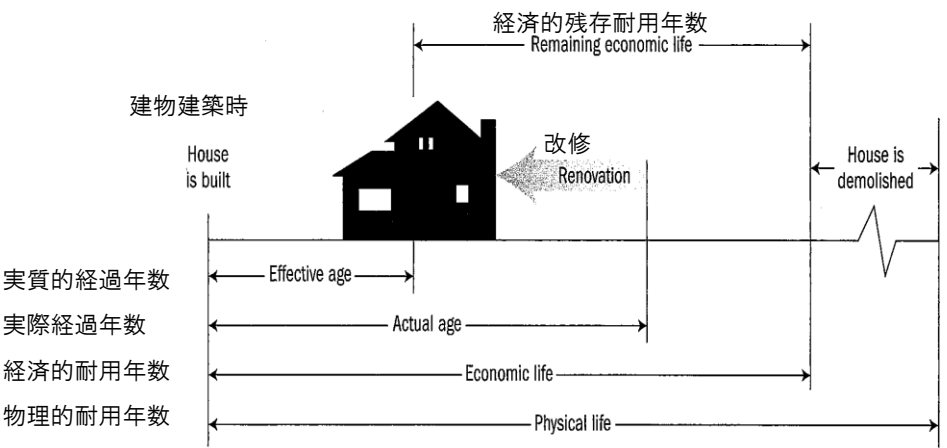 経済的残存耐用年数
Remaining economic life
建物建築時
House
is built
改修
Renovation
House is
demolished
実質的経過年数
Effective age
実際経過年数
Actual age
経済的耐用年数
Economic life
物理的耐用年数
Physical life